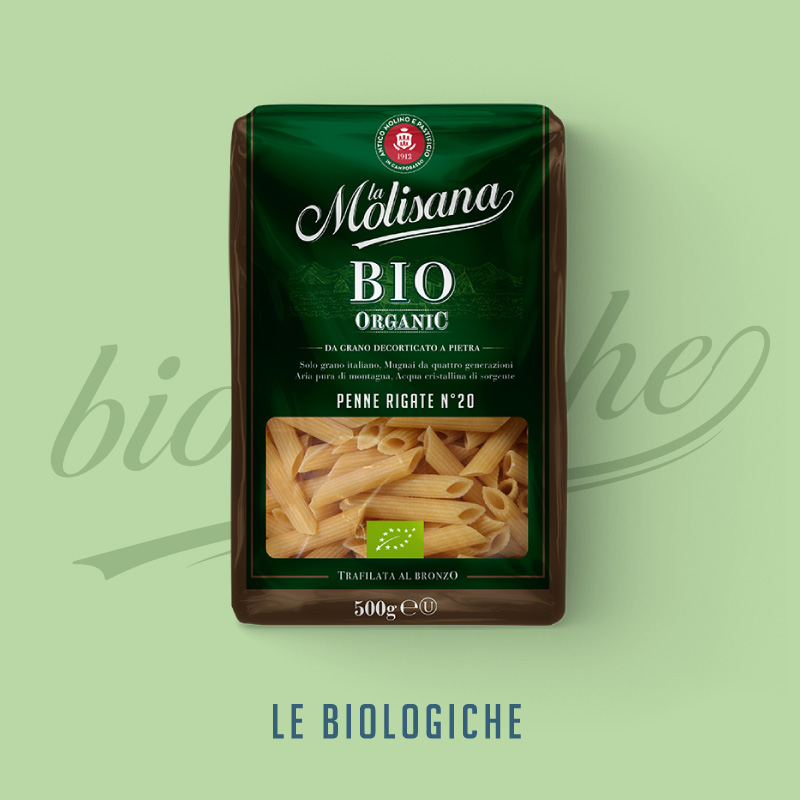 ANTICO MOLINO E PASTIFICIO
1912
IN CAMPOBASSO
la
Molisana
BIO
ORGANIC
DA GRANO DECORTICATO A PIETRA
Solo grano italiano, Mugnai da quattro generazioni
Aria pura di montagna, Acqua cristallina di sorgente
PENNE RIGATE N°20
TRAFILATA AL BRONZO
500g ℮ U
LE BIOLOGICHE